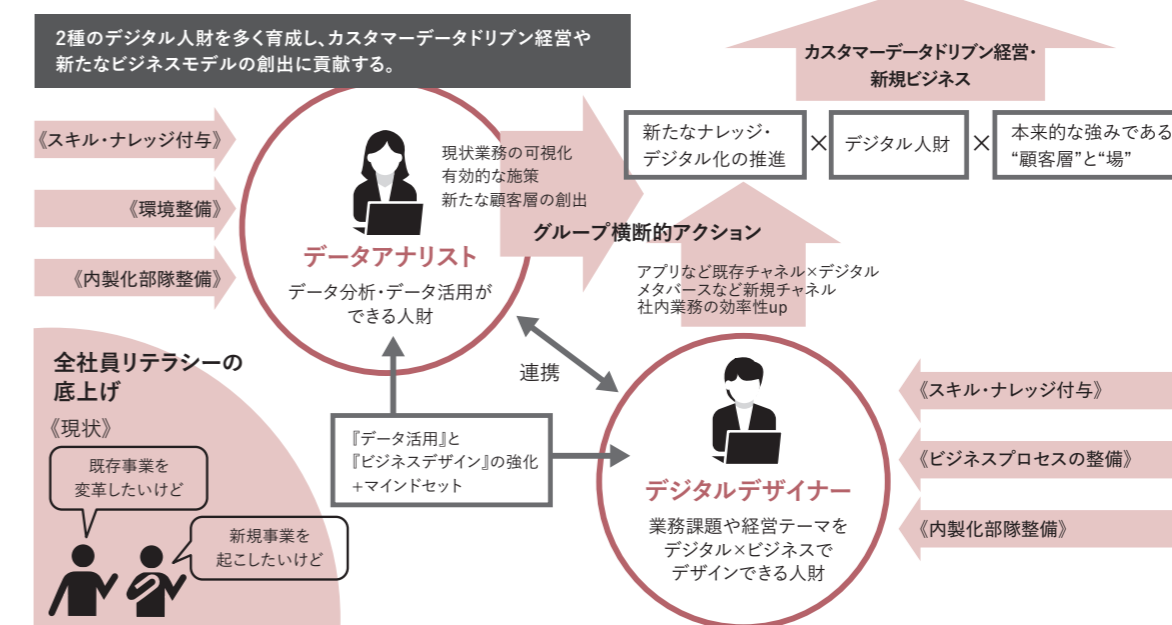 2種のデジタル人財を多く育成し、カスタマーデータドリブン経営や
新たなビジネスモデルの創出に貢献する。
カスタマーデータドリブン経営・
新規ビジネス
新たなナレッジ・
デジタル化の推進
×
デジタル人財
×
本来的な強みである
“顧客層”と“場”
《スキル・ナレッジ付与》
《環境整備》
《内製化部隊整備》
現状業務の可視化
有効的な施策
新たな顧客層の創出
グループ横断的アクション
データアナリスト
データ分析・データ活用が
できる人財
アプリなど既存チャネル×デジタル
メタバースなど新規チャネル
社内業務の効率性up
連携
全社員リテラシーの
底上げ
《現状》
既存事業を
変革したいけど
新規事業を
起こしたいけど
『データ活用』と
『ビジネスデザイン』の強化
+マインドセット
デジタルデザイナー
業務課題や経営テーマを
デジタル×ビジネスで
デザインできる人財
《スキル・ナレッジ付与》
《ビジネスプロセスの整備》
《内製化部隊整備》